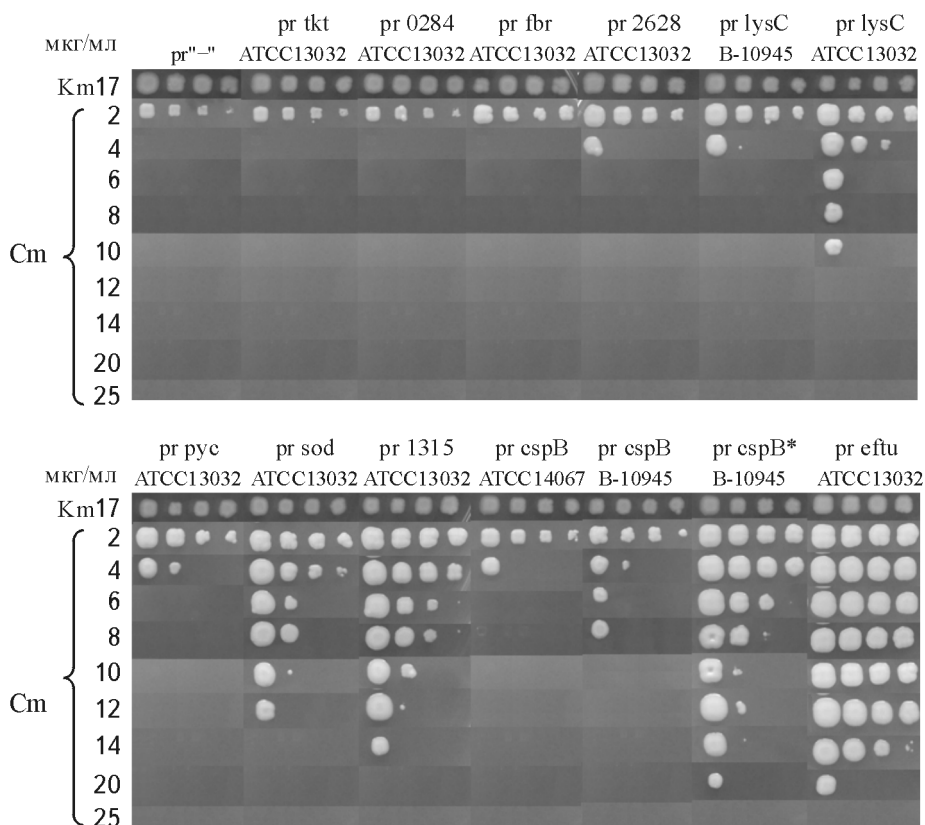 мкг/мл
pr"–"
pr tkt
ATCC13032
pr 0284
ATCC13032
pr fbr
ATCC13032
pr 2628
ATCC13032
pr lysC
B-10945
pr lysC
ATCC13032
Km17
Cm
2
4
6
8
10
12
14
20
25
мкг/мл
pr pyc
ATCC13032
pr sod
ATCC13032
pr 1315
ATCC13032
pr cspB
ATCC14067
pr cspB
B-10945
pr cspB*
B-10945
pr eftu
ATCC13032
Km17
Cm
2
4
6
8
10
12
14
20
25